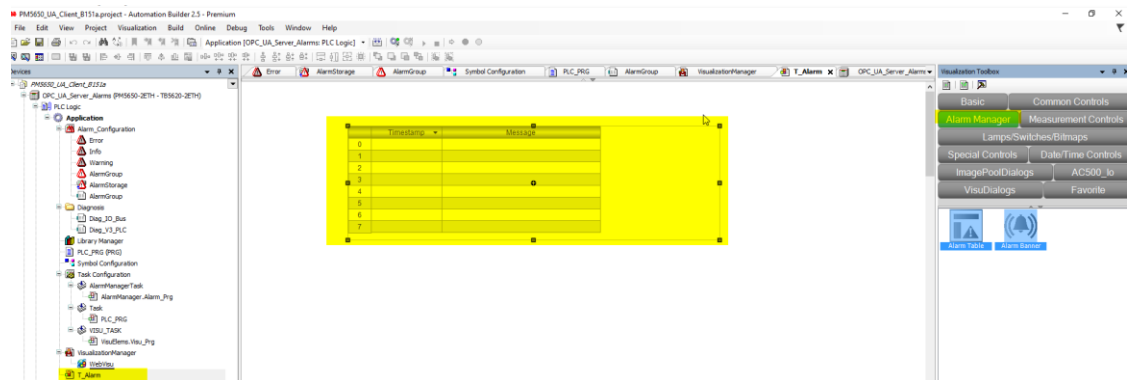 PM5650_UA_Client_B151a.project - Automation Builder 2.5 - Premium
File Edit View Project Visualization Build Online Debug Tools Window Help
Application [OPC_UA_Server_Alarms: PLC Logic]
Devices
Error AlarmStorage AlarmGroup Symbol Configuration PLC_PRG AlarmGroup VisualizationManager T_Alarm OPC_UA_Server_Alarms
PM5650_UA_Client_B151a
OPC_UA_Server_Alarms (PM5650-2ETH - TB5620-2ETH)
PLC Logic
Application
Alarm_Configuration
Error
Info
Warning
AlarmGroup
AlarmStorage
AlarmGroup
Diagnosis
Diag_IO_Bus
Diag_V3_PLC
Library Manager
PLC_PRG (PRG)
Symbol Configuration
Task Configuration
AlarmManagerTask
AlarmManager.Alarm_Prg
Task
PLC_PRG
VISU_TASK
VisuElems.Visu_Prg
VisualizationManager
WebVisu
T_Alarm
Timestamp Message
0
1
2
3
4
5
6
7
Visualization Toolbox
Basic Common Controls
Alarm Manager Measurement Controls
Lamps/Switches/Bitmaps
Special Controls Date/Time Controls
ImagePoolDialogs AC500_Io
VisuDialogs Favorite
Alarm Table Alarm Banner